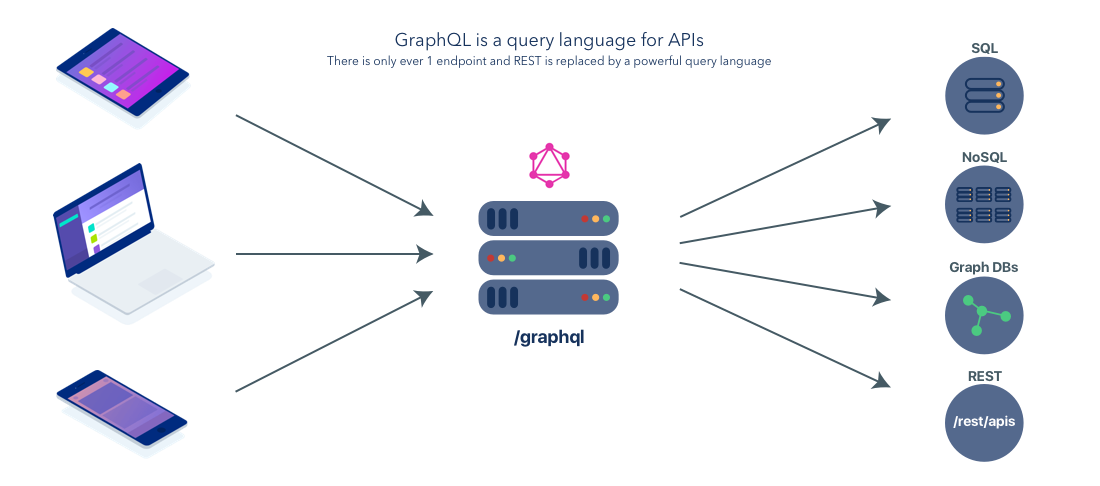 GraphQL is a query language for APIs
There is only ever 1 endpoint and REST is replaced by a powerful query language
SQL
NoSQL
/graphql
Graph DBs
REST
/rest/apis